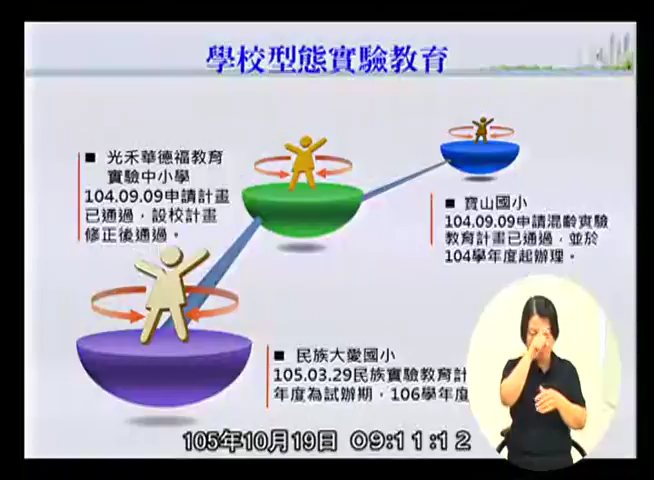 學校型態實驗教育
■ 光禾華德福教育
實驗中小學
104.09.09申請計畫
已通過，設校計畫
修正後通過。
■ 寶山國小
104.09.09申請混齡實驗
教育計畫已通過，並於
104學年度起辦理。
■ 民族大愛國小
105.03.29民族實驗教育計
年度為試辦期，106學年度
105年10月19日 09:11:12